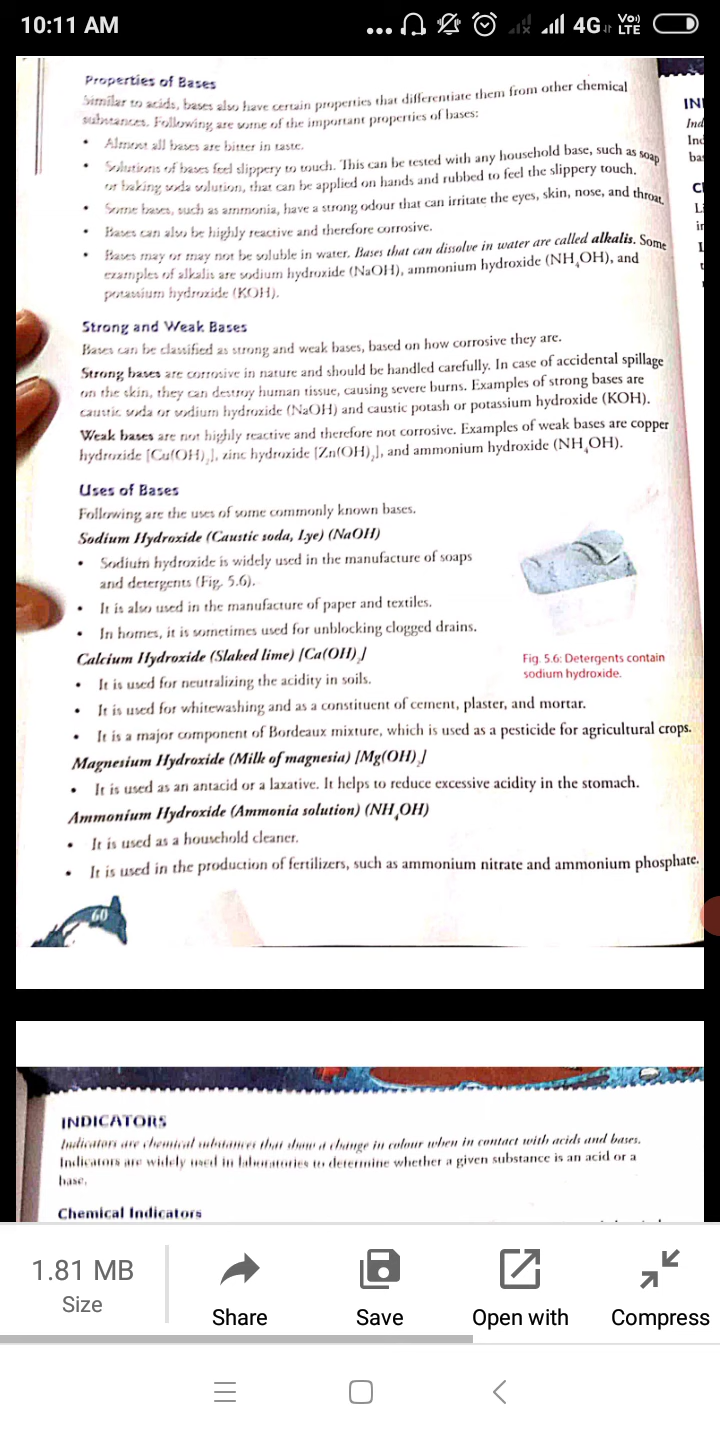 10:11 AM
4G
Vo))
LTE
Properties of Bases
Similar to acids, bases also have certain properties that differentiate them from other chemical
substances. Following are some of the important properties of bases:
• Almost all bases are bitter in taste.
• Solutions of bases feel slippery to touch. This can be tested with any household base, such as soap
or baking soda solution, that can be applied on hands and rubbed to feel the slippery touch.
• Some bases, such as ammonia, have a strong odour that can irritate the eyes, skin, nose, and throat.
• Bases can also be highly reactive and therefore corrosive.
• Bases may or may not be soluble in water. Bases that can dissolve in water are called alkalis. Some
examples of alkalis are sodium hydroxide (NaOH), ammonium hydroxide (NH₄OH), and
potassium hydroxide (KOH).
Strong and Weak Bases
Bases can be classified as strong and weak bases, based on how corrosive they are.
Strong bases are corrosive in nature and should be handled carefully. In case of accidental spillage
on the skin, they can destroy human tissue, causing severe burns. Examples of strong bases are
caustic soda or sodium hydroxide (NaOH) and caustic potash or potassium hydroxide (KOH).
Weak bases are not highly reactive and therefore not corrosive. Examples of weak bases are copper
hydroxide [Cu(OH)₂], zinc hydroxide [Zn(OH)₂], and ammonium hydroxide (NH₄OH).
Uses of Bases
Following are the uses of some commonly known bases.
Sodium Hydroxide (Caustic soda, Lye) (NaOH)
• Sodium hydroxide is widely used in the manufacture of soaps
and detergents (Fig. 5.6).
• It is also used in the manufacture of paper and textiles.
• In homes, it is sometimes used for unblocking clogged drains.
Calcium Hydroxide (Slaked lime) [Ca(OH)₂]
• It is used for neutralizing the acidity in soils.
Fig. 5.6: Detergents contain
sodium hydroxide.
• It is used for whitewashing and as a constituent of cement, plaster, and mortar.
• It is a major component of Bordeaux mixture, which is used as a pesticide for agricultural crops.
Magnesium Hydroxide (Milk of magnesia) [Mg(OH)₂]
• It is used as an antacid or a laxative. It helps to reduce excessive acidity in the stomach.
Ammonium Hydroxide (Ammonia solution) (NH₄OH)
• It is used as a household cleaner.
• It is used in the production of fertilizers, such as ammonium nitrate and ammonium phosphate.
60
INDICATORS
Indicators are chemical substances that show a change in colour when in contact with acids and bases.
Indicators are widely used in laboratories to determine whether a given substance is an acid or a
base.
Chemical Indicators
1.81 MB
Size
Share
Save
Open with
Compress